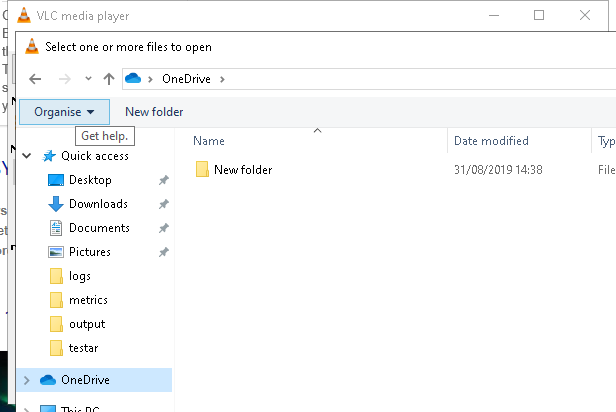 VLC media player
Select one or more files to open
OneDrive
Organise New folder
Get help.
Name Date modified Typ
Quick access
New folder 31/08/2019 14:38 File
Desktop
Downloads
Documents
Pictures
logs
metrics
output
testar
OneDrive
This PC